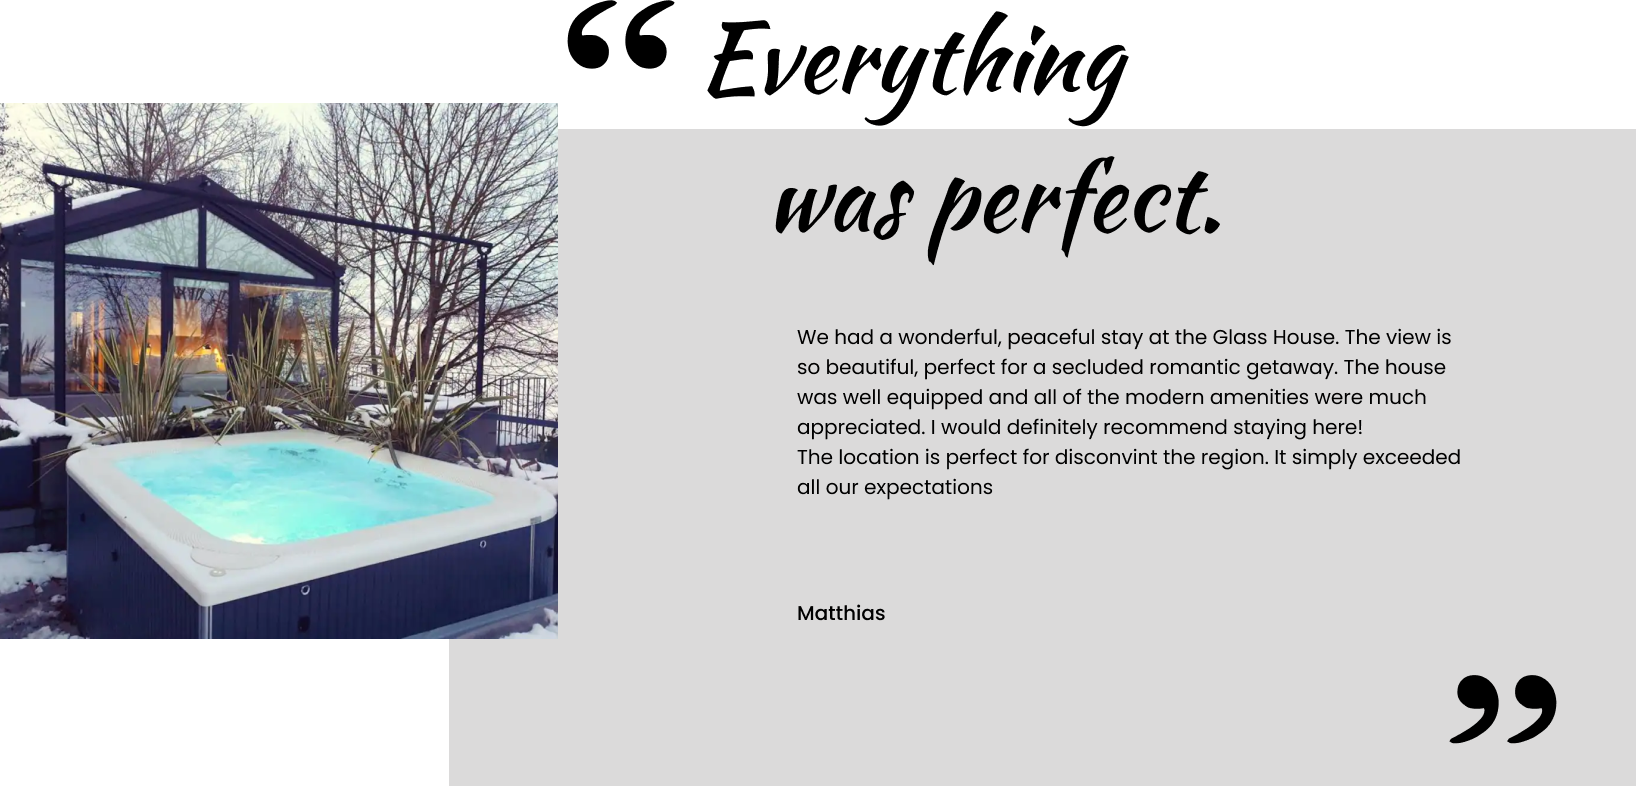 “ Everything
was perfect.
We had a wonderful, peaceful stay at the Glass House. The view is
so beautiful, perfect for a secluded romantic getaway. The house
was well equipped and all of the modern amenities were much
appreciated. I would definitely recommend staying here!
The location is perfect for disconvint the region. It simply exceeded
all our expectations
Matthias
”